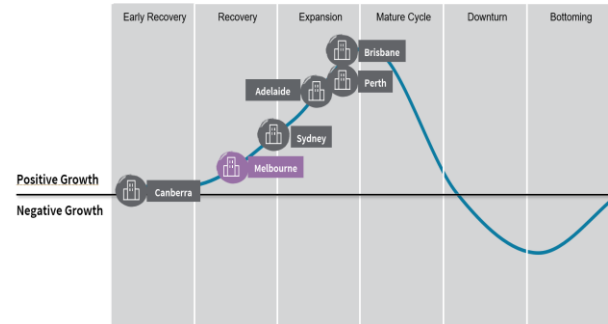 Early Recovery
Recovery
Expansion
Mature Cycle
Downturn
Bottoming
Brisbane
Perth
Adelaide
Sydney
Melbourne
Positive Growth
Canberra
Negative Growth